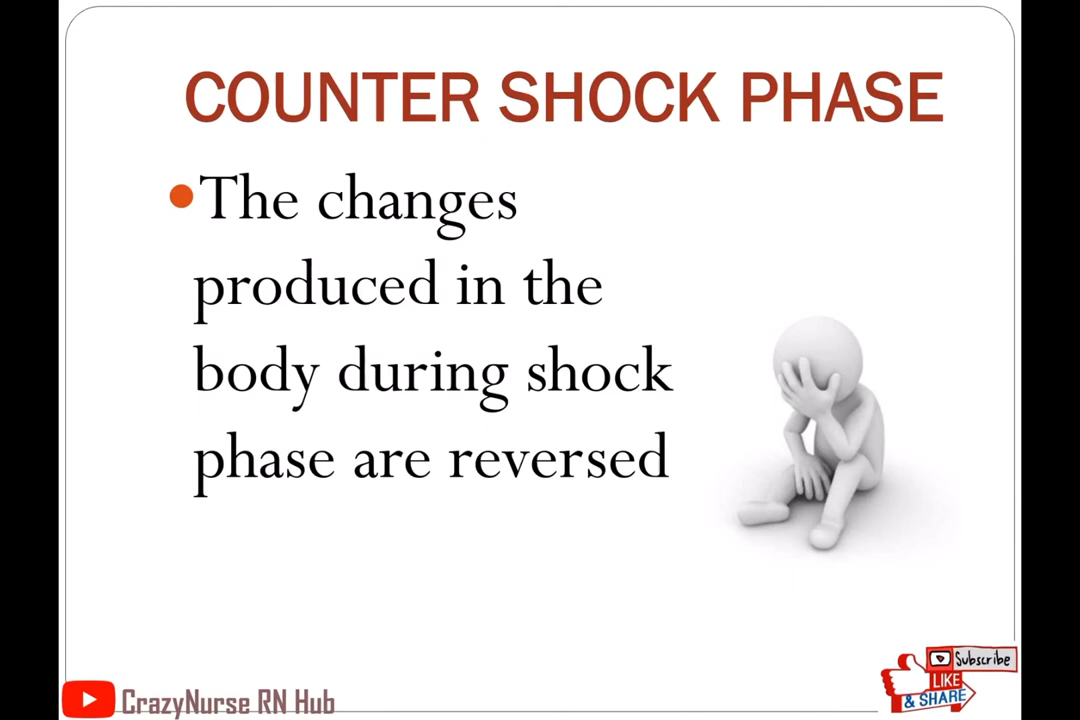 COUNTER SHOCK PHASE
The changes
produced in the
body during shock
phase are reversed
Subscribe
LIKE
& SHARE
CrazyNurse RN Hub